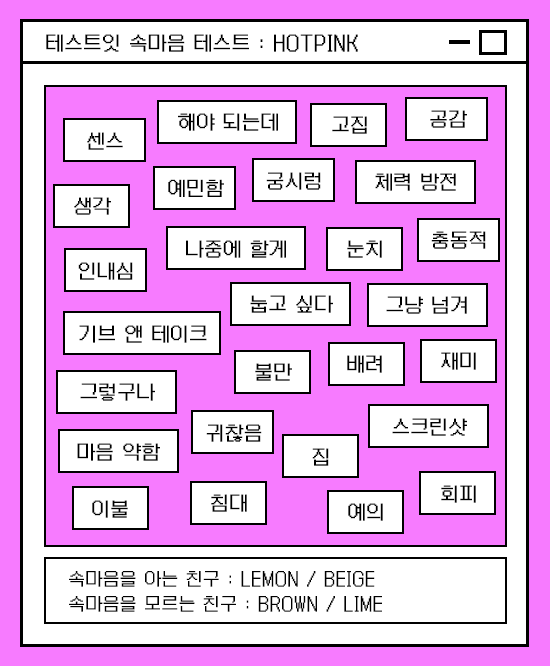 테스트잇 속마음 테스트 : HOTPINK
센스
해야 되는데
고집
공감
생각
예민함
궁시렁
체력 방전
인내심
나중에 할게
눈치
충동적
기브 앤 테이크
눕고 싶다
그냥 넘겨
그렇구나
불만
배려
재미
마음 약함
귀찮음
집
스크린샷
이불
침대
예의
회피
속마음을 아는 친구 : LEMON / BEIGE
속마음을 모르는 친구 : BROWN / LIME